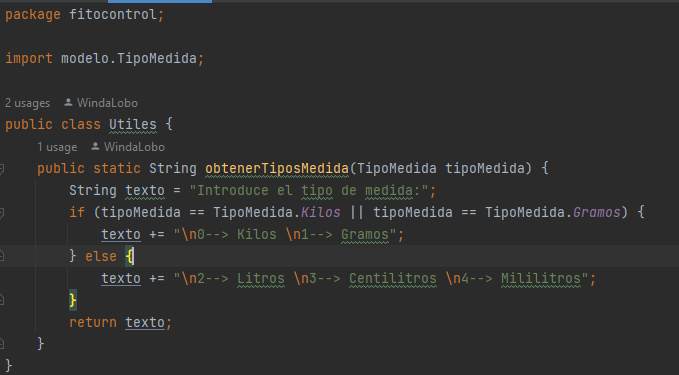 package fitocontrol;
import modelo.TipoMedida;
2 usages WindaLobo
public class Utiles {
1 usage WindaLobo
public static String obtenerTiposMedida(TipoMedida tipoMedida) {
String texto = "Introduce el tipo de medida:";
if (tipoMedida == TipoMedida.Kilos || tipoMedida == TipoMedida.Gramos) {
texto += "\n0--> Kilos \n1--> Gramos";
} else {
texto += "\n2--> Litros \n3--> Centilitros \n4--> Mililitros";
}
return texto;
}
}